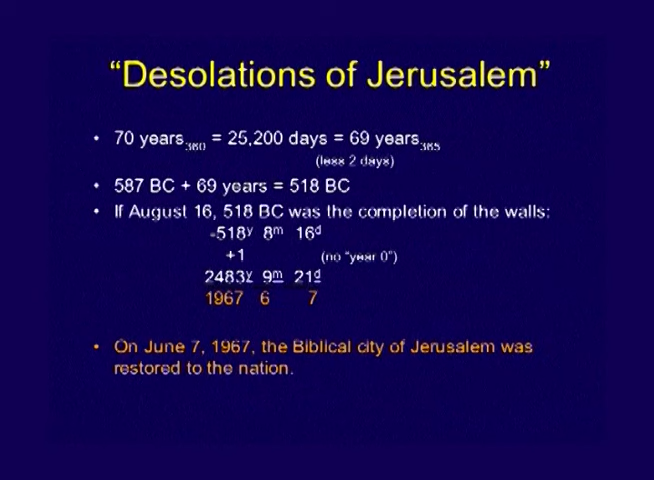 “Desolations of Jerusalem”
• 70 years360 = 25,200 days = 69 years365
(less 2 days)
• 587 BC + 69 years = 518 BC
• If August 16, 518 BC was the completion of the walls:
-518y 8m 16d
+1 (no “year 0”)
2483y 9m 21d
1967 6 7
• On June 7, 1967, the Biblical city of Jerusalem was
restored to the nation.